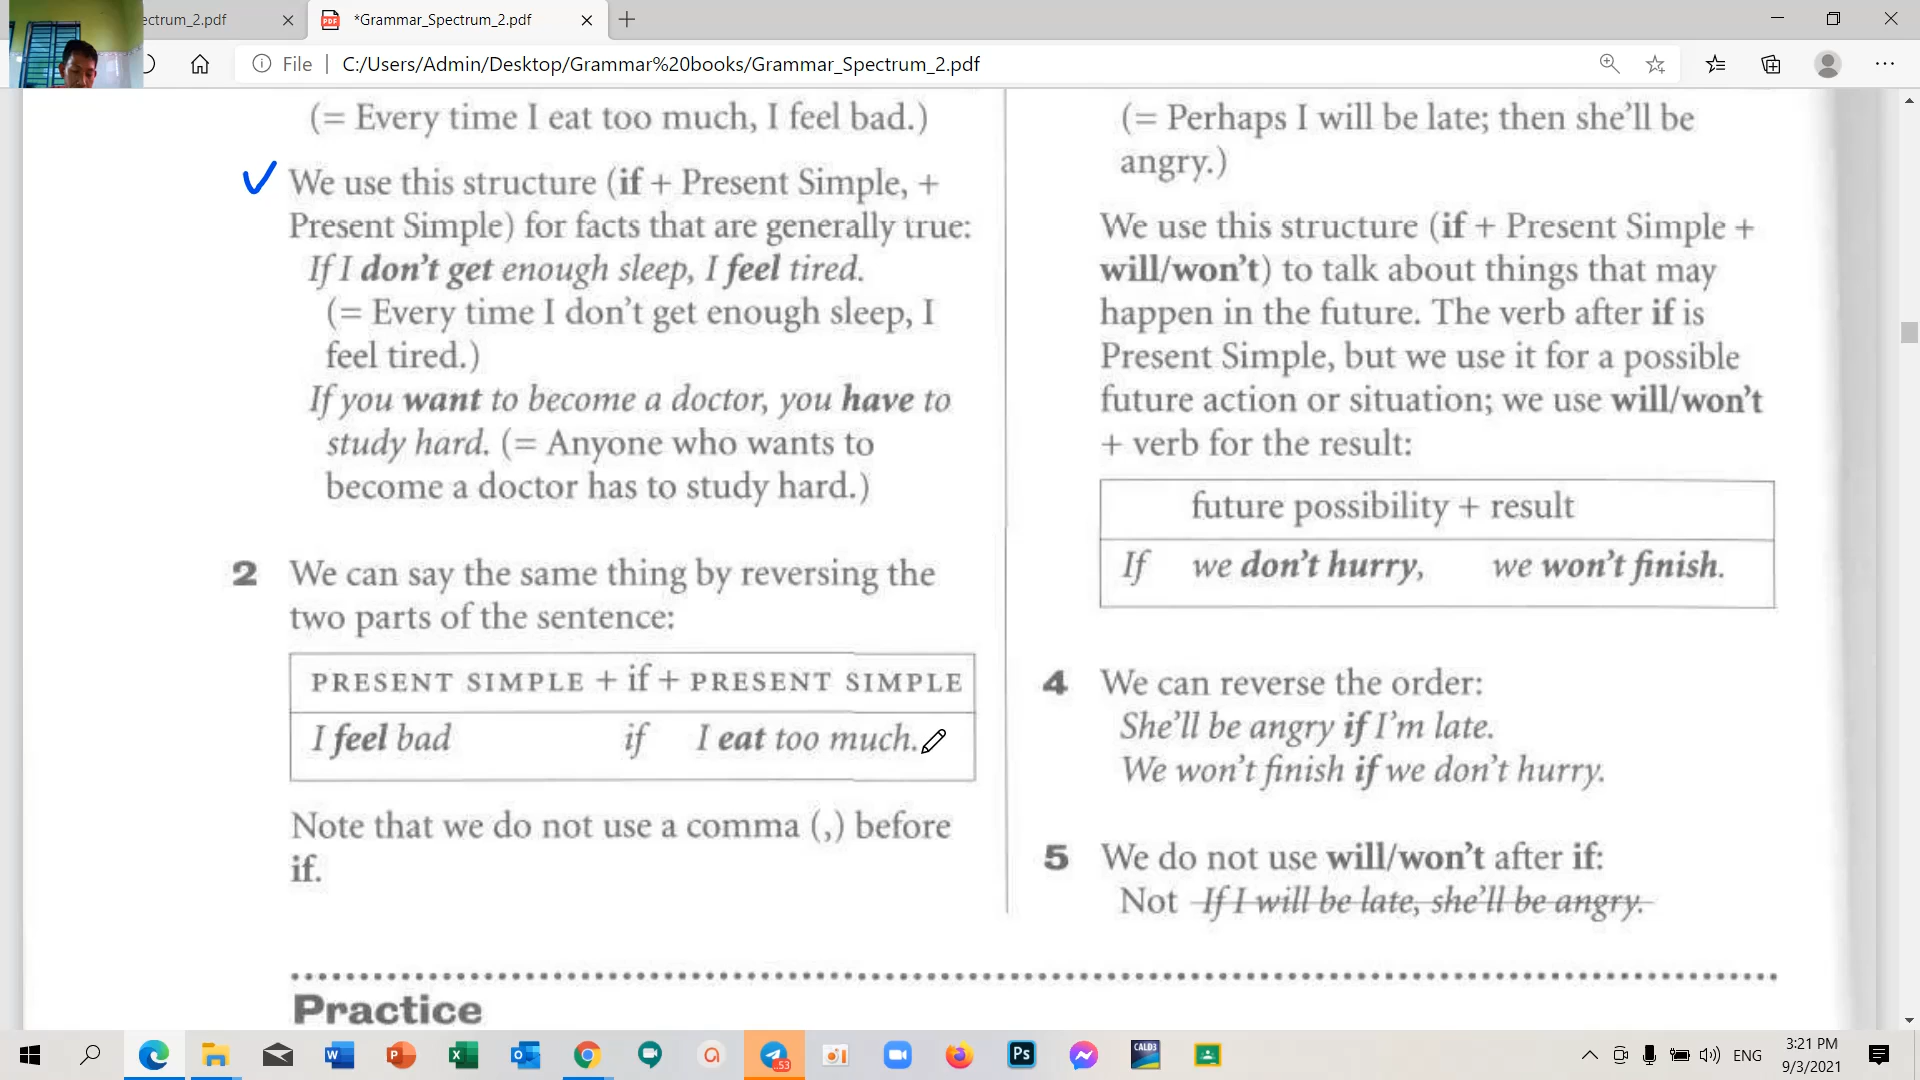 ectrum_2.pdf
*Grammar_Spectrum_2.pdf
File
C:/Users/Admin/Desktop/Grammar%20books/Grammar_Spectrum_2.pdf
(= Every time I eat too much, I feel bad.)
We use this structure (if + Present Simple, +
Present Simple) for facts that are generally true:
If I don't get enough sleep, I feel tired.
(= Every time I don't get enough sleep, I
feel tired.)
If you want to become a doctor, you have to
study hard. (= Anyone who wants to
become a doctor has to study hard.)
2 We can say the same thing by reversing the
two parts of the sentence:
PRESENT SIMPLE + if + PRESENT SIMPLE
I feel bad if I eat too much.
Note that we do not use a comma (,) before
if.
(= Perhaps I will be late; then she'll be
angry.)
We use this structure (if + Present Simple +
will/won't) to talk about things that may
happen in the future. The verb after if is
Present Simple, but we use it for a possible
future action or situation; we use will/won't
+ verb for the result:
future possibility + result
If we don't hurry, we won't finish.
4 We can reverse the order:
She'll be angry if I'm late.
We won't finish if we don't hurry.
5 We do not use will/won't after if:
Not If I will be late, she'll be angry.
Practice
53
Ps
CALD3
ENG
3:21 PM
9/3/2021